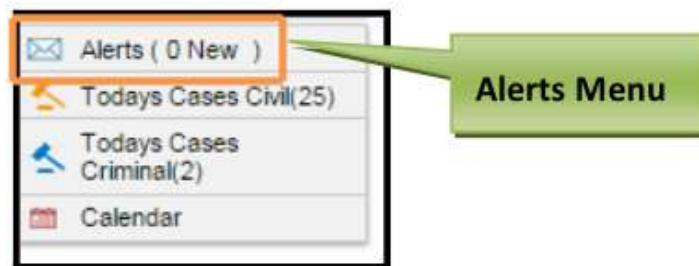 Alerts ( 0 New )
Todays Cases Civil(25)
Todays Cases
Criminal(2)
Calendar
Alerts Menu